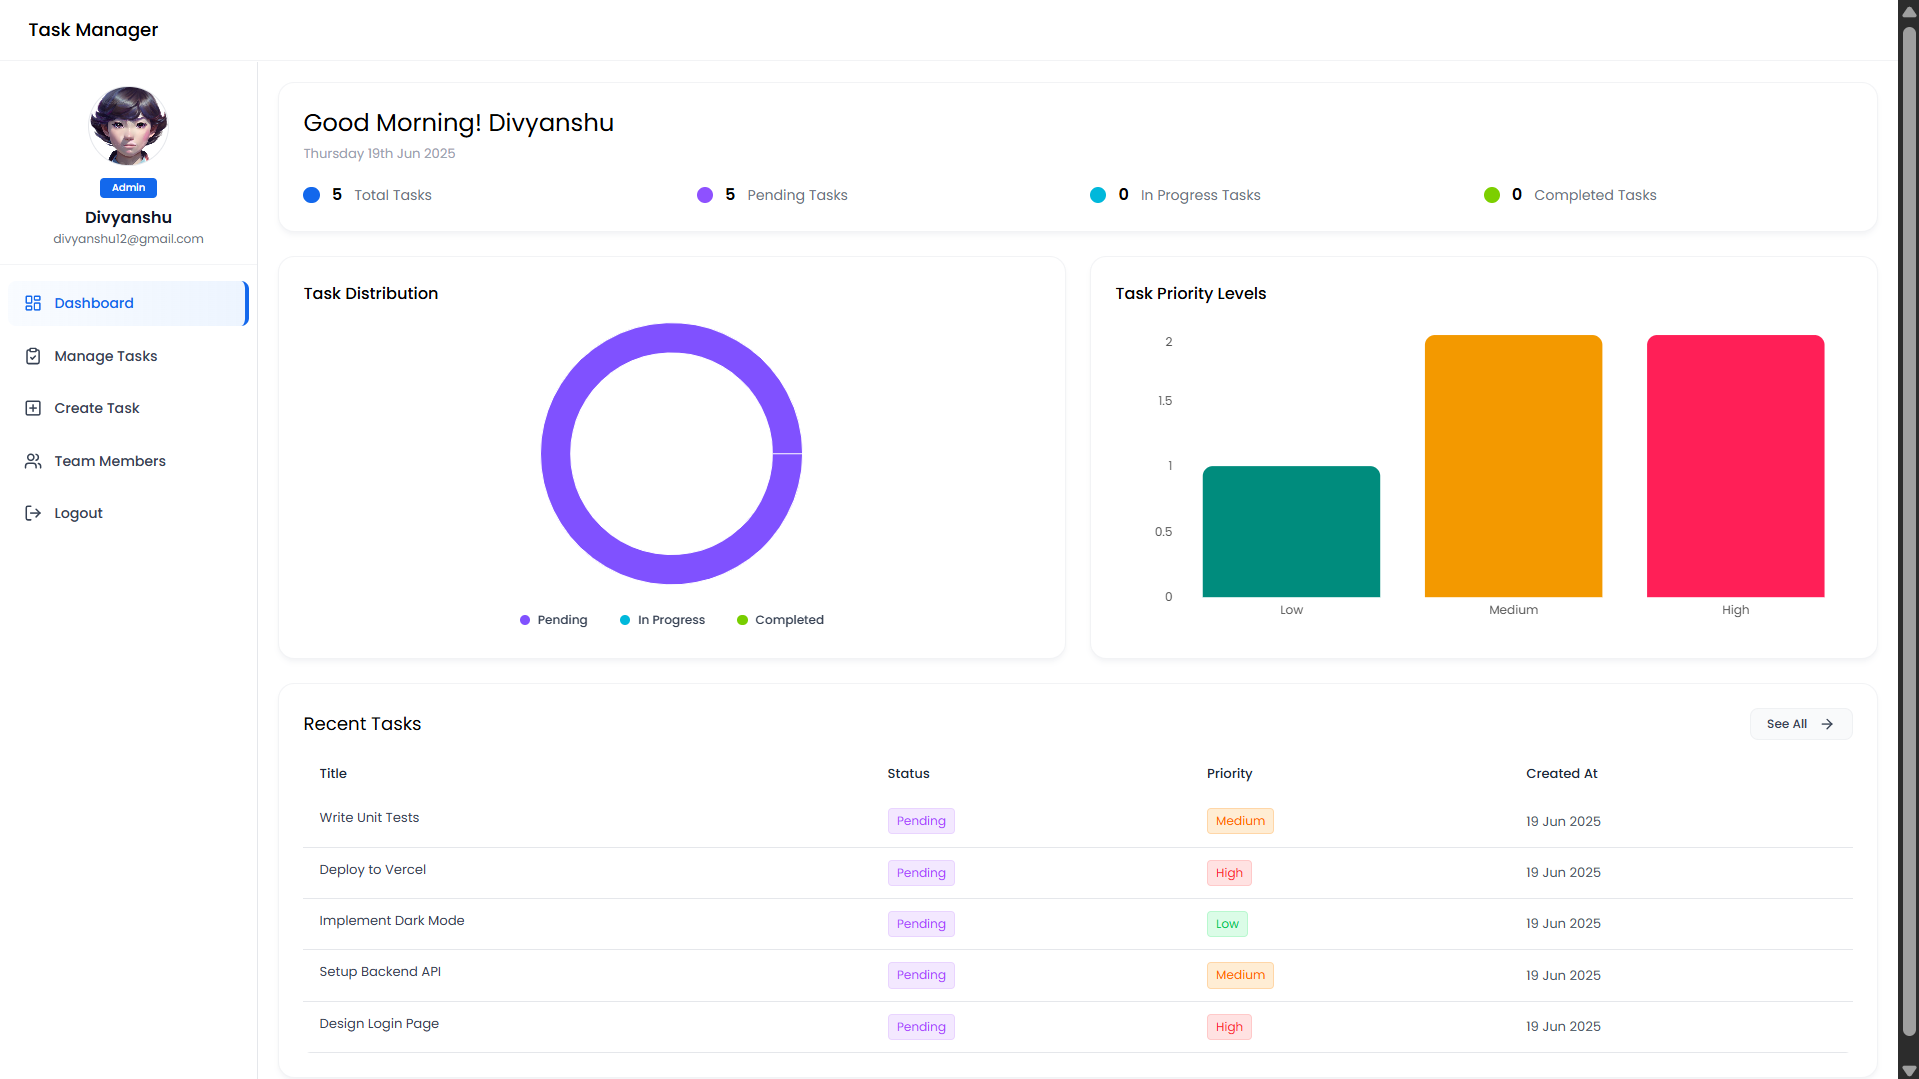 Task Manager
Admin
Divyanshu
divyanshu12@gmail.com
Dashboard
Manage Tasks
Create Task
Team Members
Logout
Good Morning! Divyanshu
Thursday 19th Jun 2025
5 Total Tasks
5 Pending Tasks
0 In Progress Tasks
0 Completed Tasks
Task Distribution
Pending
In Progress
Completed
Task Priority Levels
2
1.5
1
0.5
0
Low
Medium
High
Recent Tasks
See All
Title Status Priority Created At
Write Unit Tests Pending Medium 19 Jun 2025
Deploy to Vercel Pending High 19 Jun 2025
Implement Dark Mode Pending Low 19 Jun 2025
Setup Backend API Pending Medium 19 Jun 2025
Design Login Page Pending High 19 Jun 2025